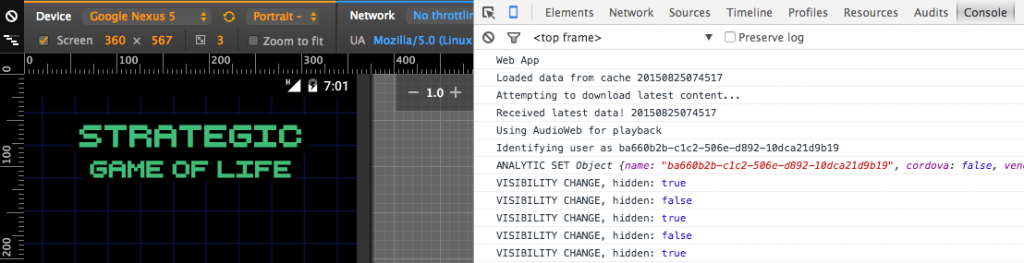 Device Google Nexus 5 Portrait - Network No throttlin
Screen 360 × 567 3 Zoom to fit UA Mozilla/5.0 (Linux
0 100 200 300 400
0
100
200
H 7:01
− 1.0 +
STRATEGIC
GAME OF LIFE
Elements Network Sources Timeline Profiles Resources Audits Console
<top frame> Preserve log
Web App
Loaded data from cache 20150825074517
Attempting to download latest content...
Received latest data! 20150825074517
Using AudioWeb for playback
Identifying user as ba660b2b-c1c2-506e-d892-10dca21d9b19
ANALYTIC SET Object {name: "ba660b2b-c1c2-506e-d892-10dca21d9b19", cordova: false, ven
VISIBILITY CHANGE, hidden: true
VISIBILITY CHANGE, hidden: false
VISIBILITY CHANGE, hidden: true
VISIBILITY CHANGE, hidden: false
VISIBILITY CHANGE, hidden: true